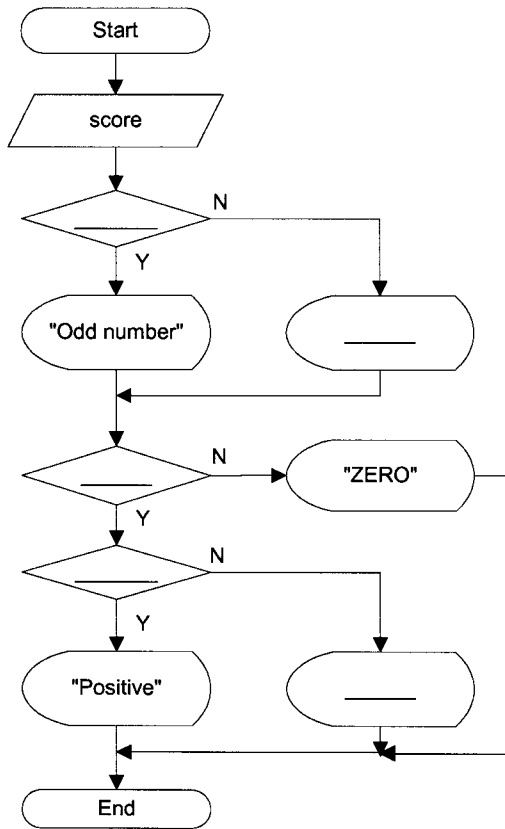 Start
score
N
Y
"Odd number"
N
"ZERO"
Y
N
Y
"Positive"
End